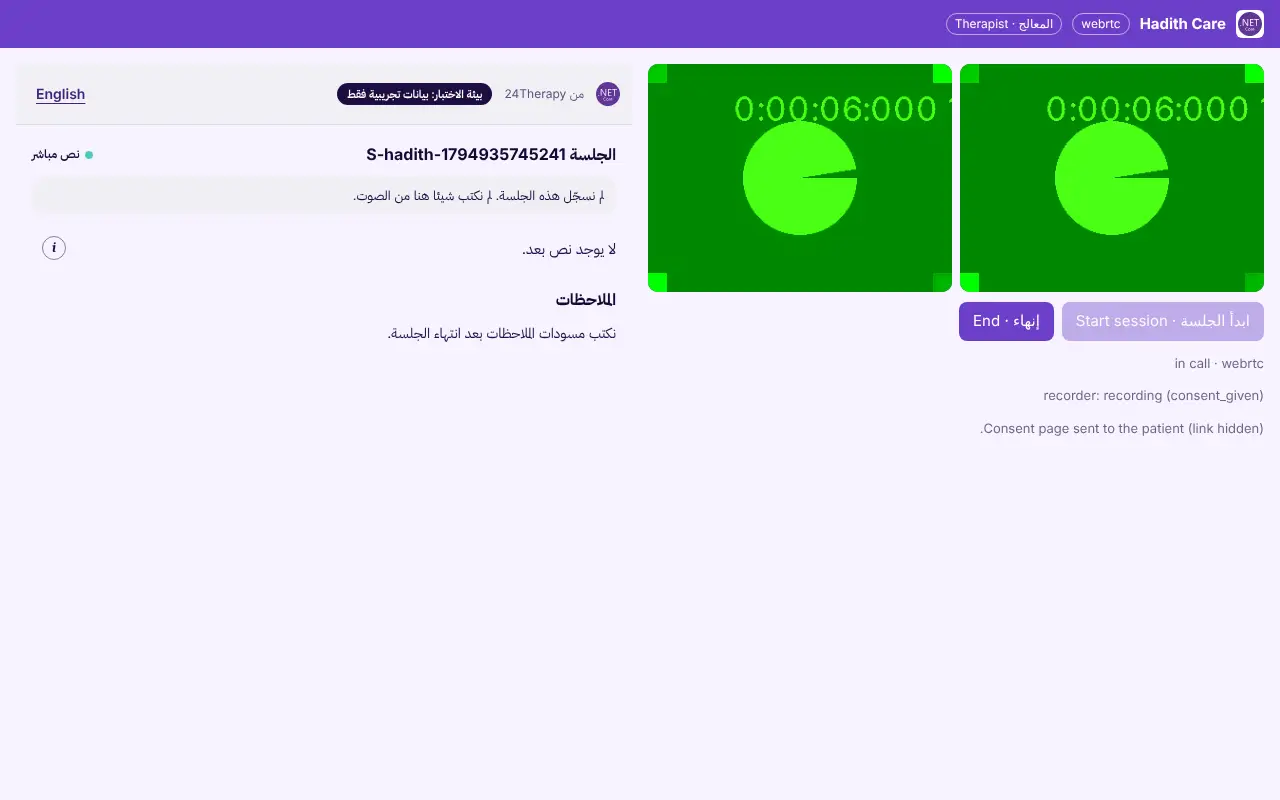 Hadith Care
webrtc
Therapist · المعالج
0:00:06:000
0:00:06:000
ابدأ الجلسة · Start session
إنهاء · End
in call · webrtc
recorder: recording (consent_given)
.Consent page sent to the patient (link hidden)
.NET
من 24Therapy
بيئة الاختبار: بيانات تجريبية فقط
English
الجلسة S-hadith-1794935745241
نص مباشر
لم نسجّل هذه الجلسة. لم نكتب شيئا هنا من الصوت.
لا يوجد نص بعد.
i
الملاحظات
نكتب مسودات الملاحظات بعد انتهاء الجلسة.